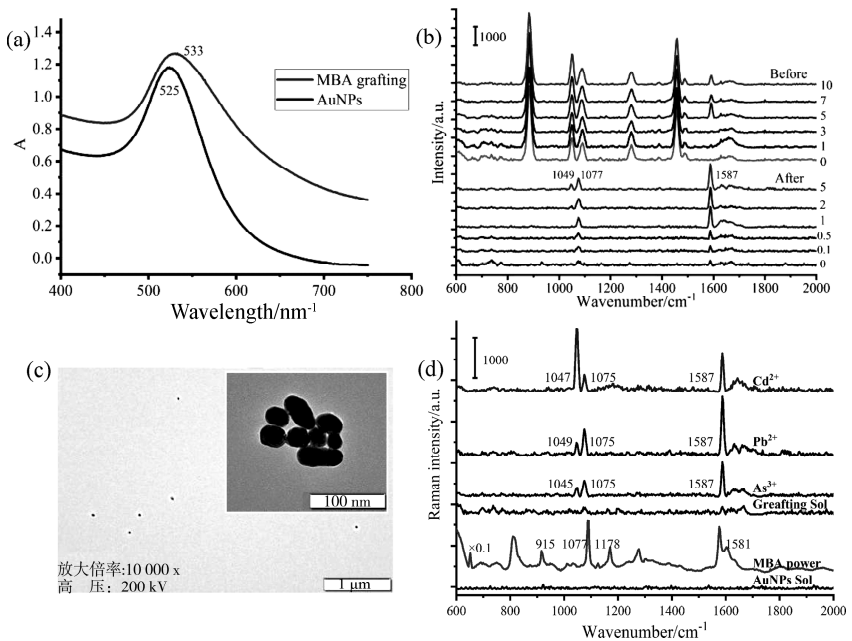 (a)
1.4
1.2
1.0
0.8
0.6
0.4
0.2
0.0
A
533
525
MBA grafting
AuNPs
400 500 600 700 800
Wavelength/nm-1
(b)
1000
Intensity/a.u.
Before
10
7
5
3
1
0
After
1049 1077 1587
5
2
1
0.5
0.1
0
600 800 1000 1200 1400 1600 1800 2000
Wavenumber/cm-1
(c)
100 nm
放大倍率:10 000 x
高 压: 200 kV
1 μm
(d)
1000
Raman intensity/a.u.
1047 1075 1587 Cd2+
1049 1075 1587 Pb2+
1045 1075 1587 As3+
Greafting Sol
×0.1 915 1077 1178 1581
MBA power
AuNPs Sol
600 800 1000 1200 1400 1600 1800 2000
Wavenumber/cm-1